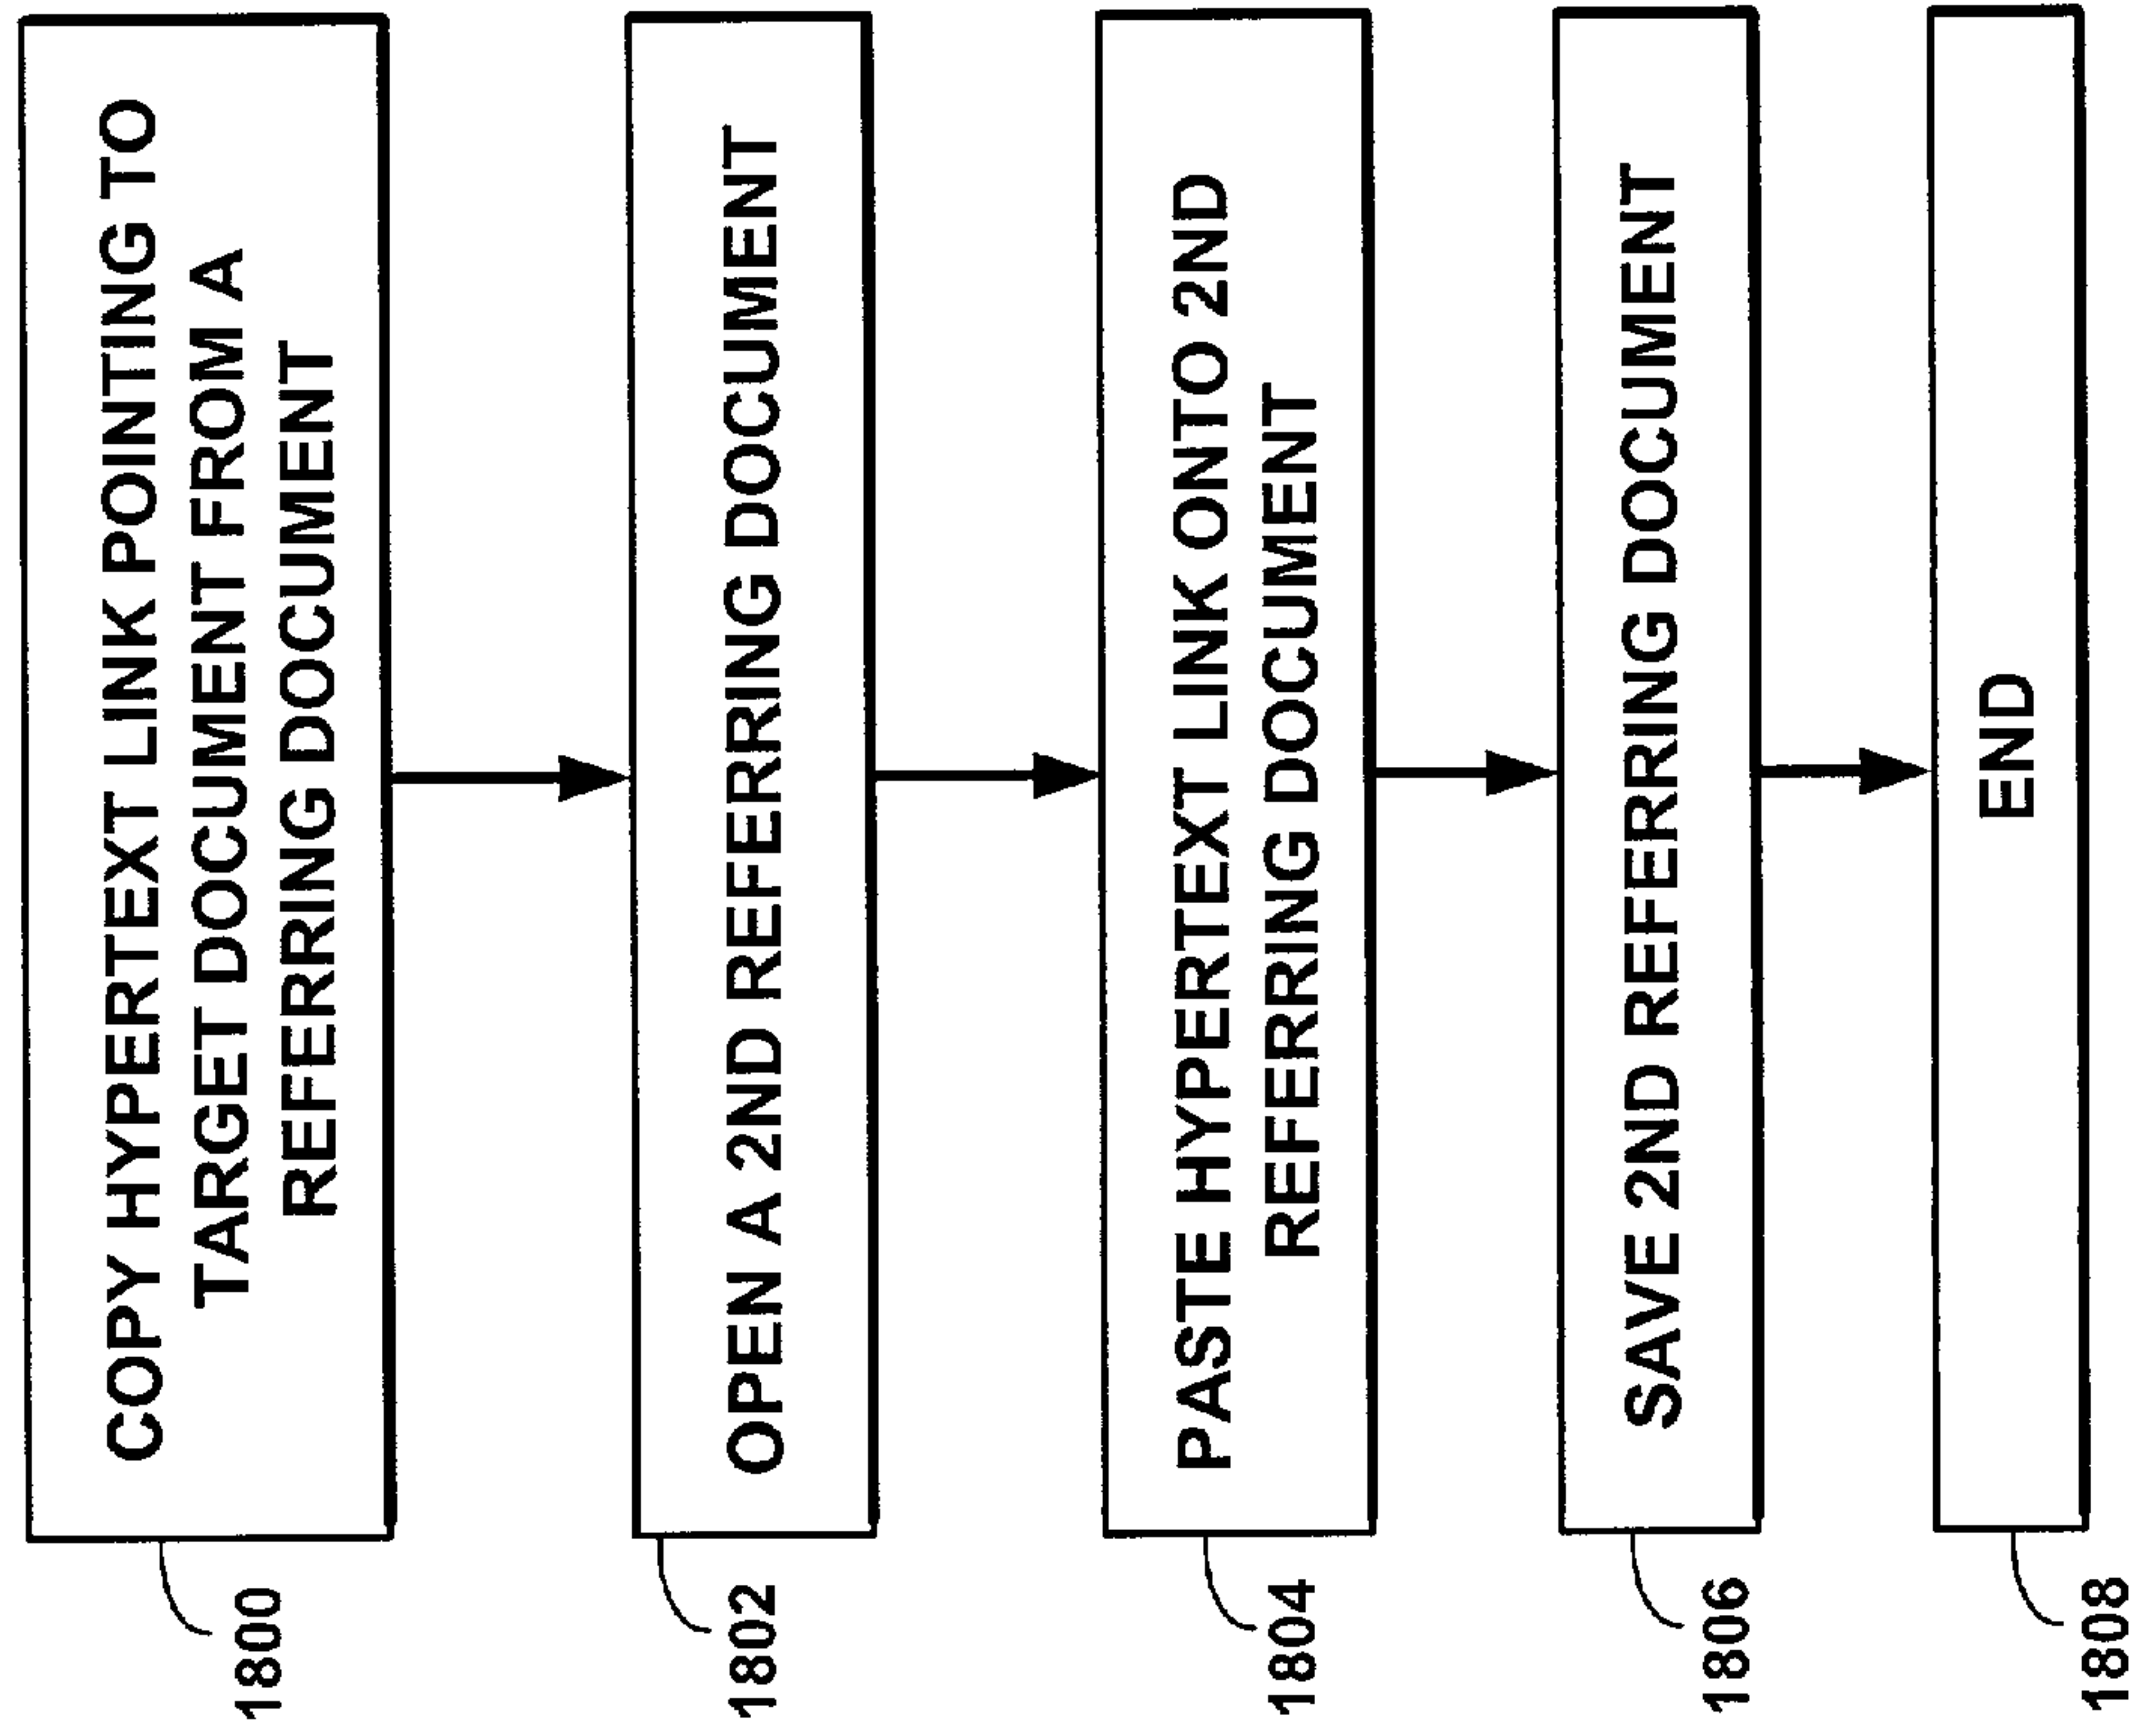 COPY HYPERTEXT LINK POINTING TO
TARGET DOCUMENT FROM A
REFERRING DOCUMENT
1800
OPEN A 2ND REFERRING DOCUMENT
1802
PASTE HYPERTEXT LINK ONTO 2ND
REFERRING DOCUMENT
1804
SAVE 2ND REFERRING DOCUMENT
1806
END
1808